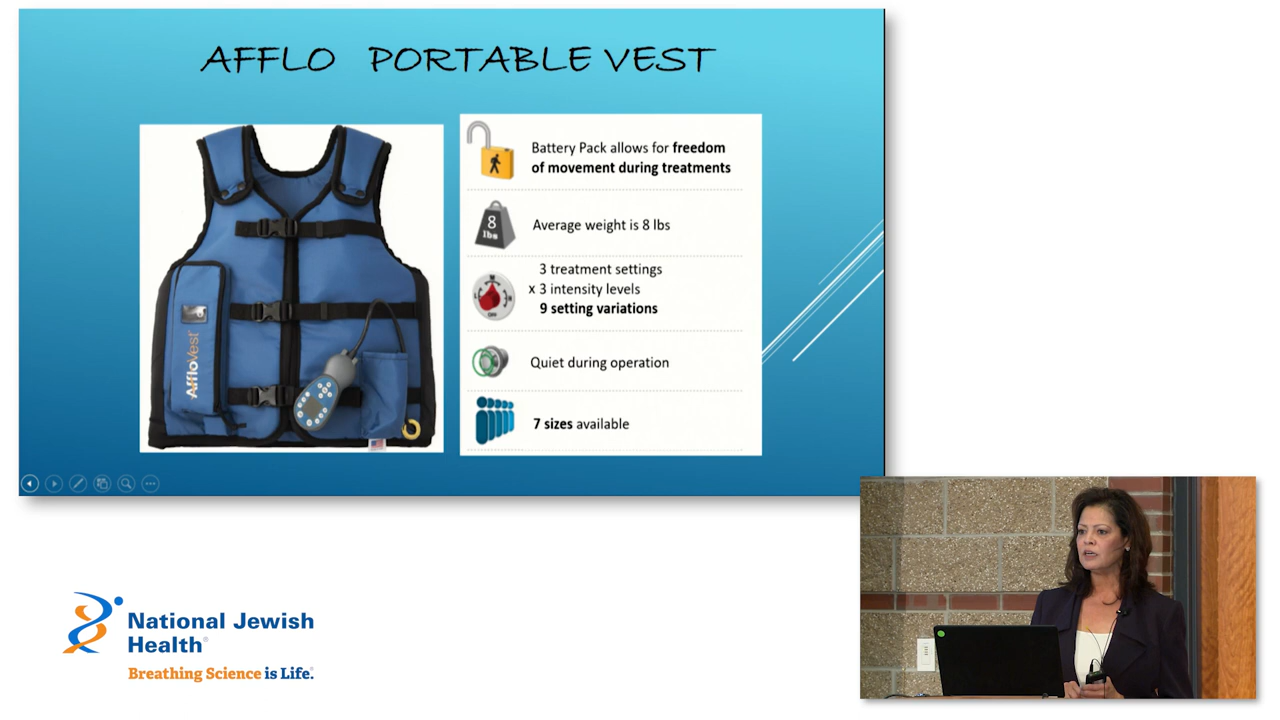 AFFLO PORTABLE VEST
Battery Pack allows for freedom
of movement during treatments
8
lbs
Average weight is 8 lbs
3 treatment settings
x 3 intensity levels
9 setting variations
OFF
Quiet during operation
7 sizes available
AffloVest
National Jewish
Health®
Breathing Science is Life.®